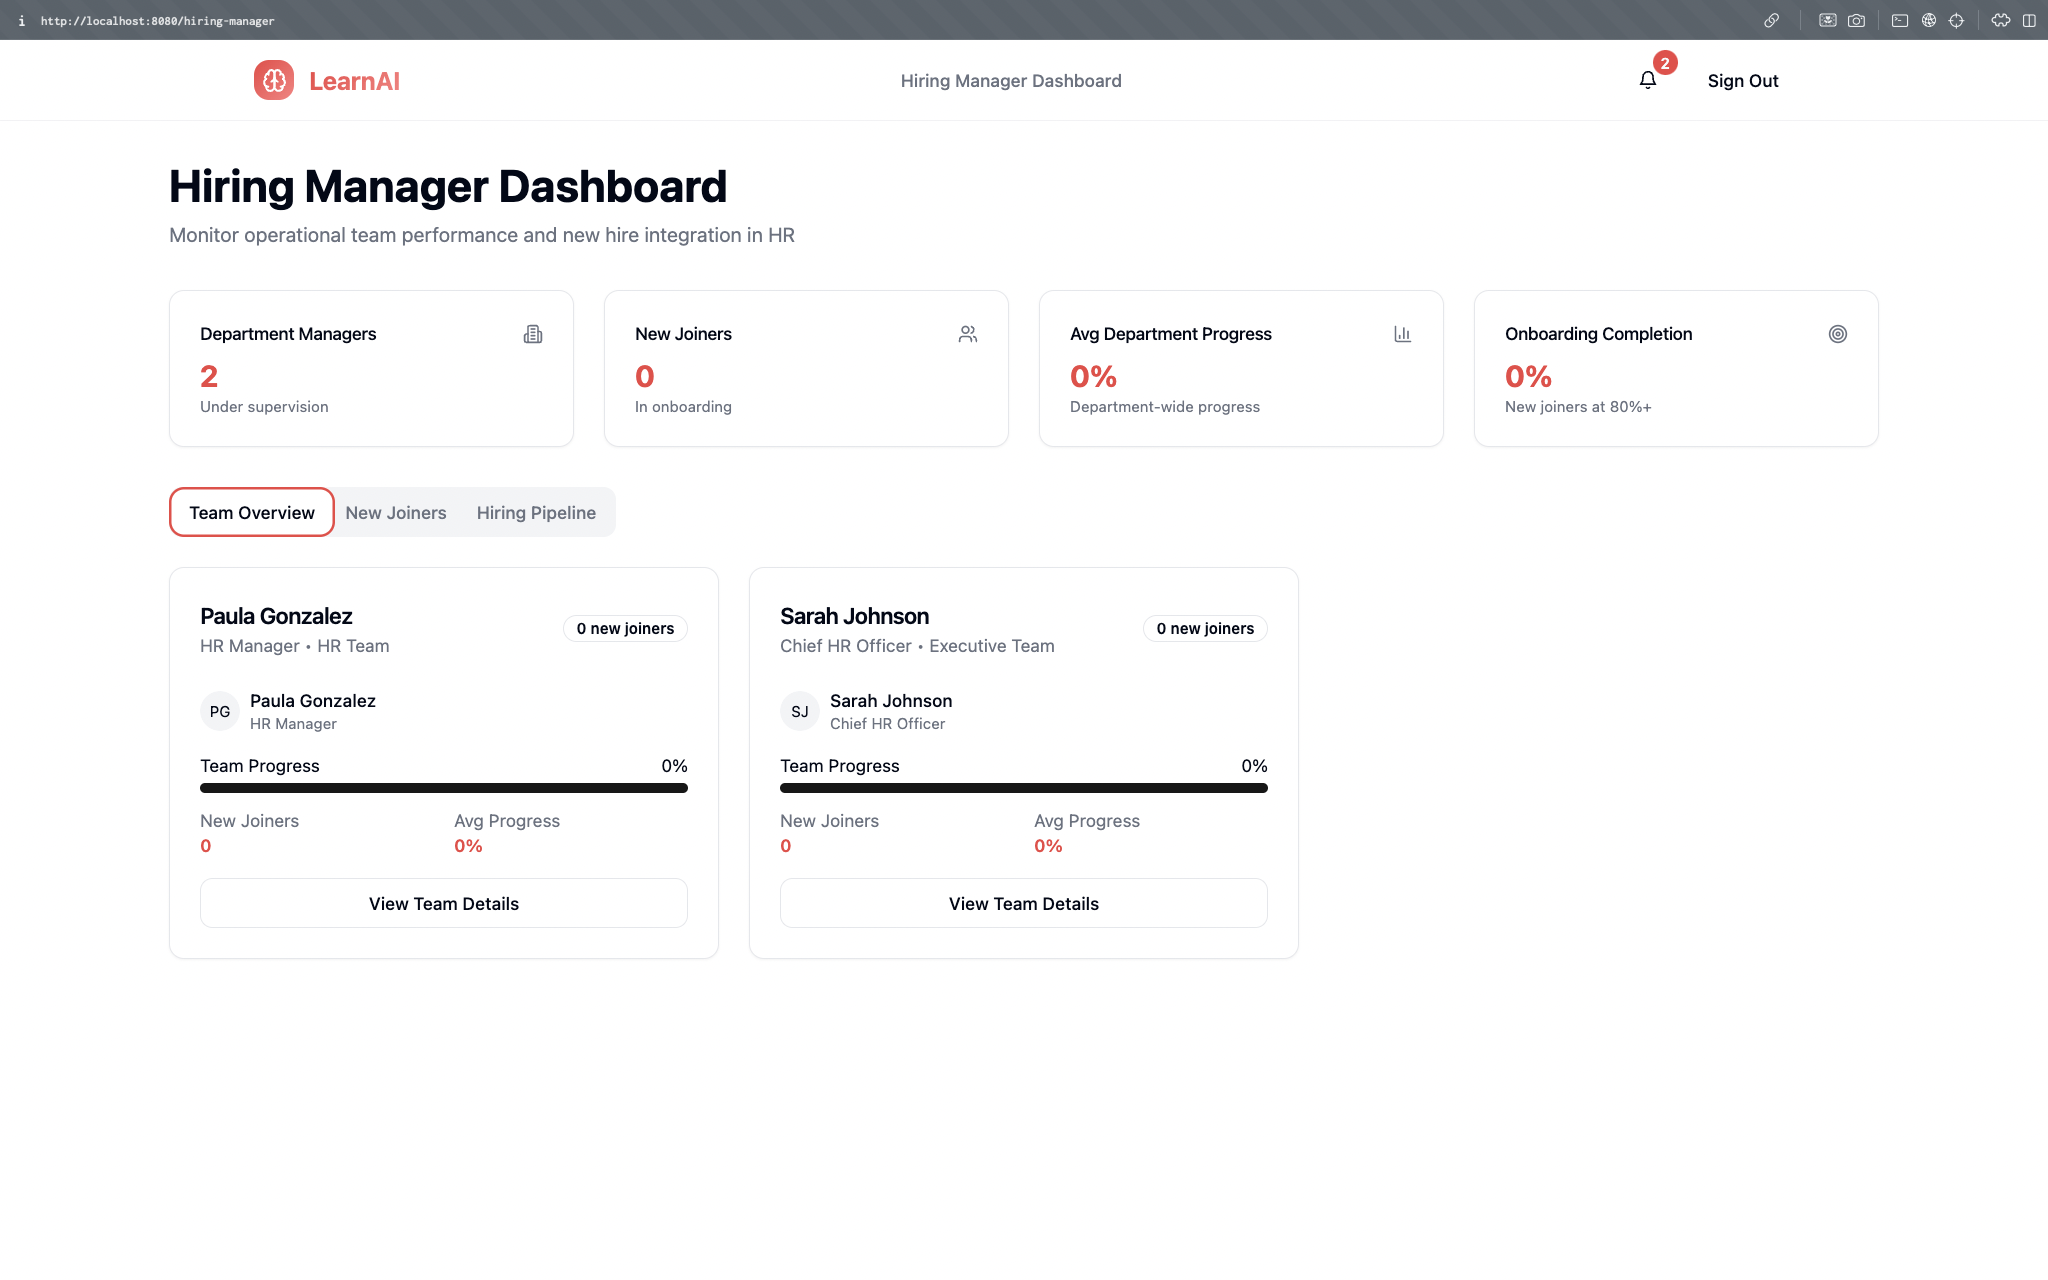 i http://localhost:8080/hiring-manager
LearnAI
Hiring Manager Dashboard
2
Sign Out
Hiring Manager Dashboard
Monitor operational team performance and new hire integration in HR
Department Managers
2
Under supervision
New Joiners
0
In onboarding
Avg Department Progress
0%
Department-wide progress
Onboarding Completion
0%
New joiners at 80%+
Team Overview
New Joiners
Hiring Pipeline
Paula Gonzalez
HR Manager • HR Team
0 new joiners
PG
Paula Gonzalez
HR Manager
Team Progress 0%
New Joiners
0
Avg Progress
0%
View Team Details
Sarah Johnson
Chief HR Officer • Executive Team
0 new joiners
SJ
Sarah Johnson
Chief HR Officer
Team Progress 0%
New Joiners
0
Avg Progress
0%
View Team Details